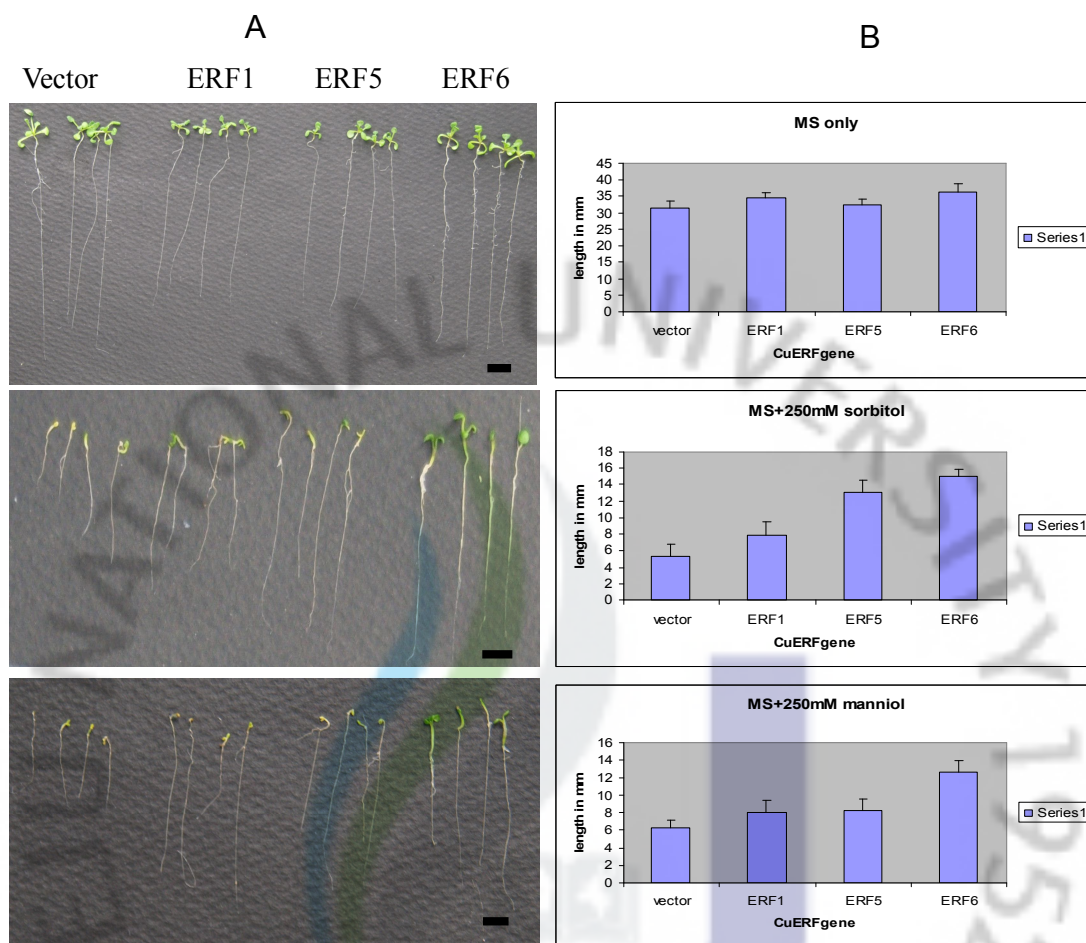 A
B
Vector ERF1 ERF5 ERF6
MS only
45
40
35
30
25
20
15
10
5
0
length in mm
vector ERF1 ERF5 ERF6
CuERFgene
Series1
MS+250mM sorbitol
18
16
14
12
10
8
6
4
2
0
length in mm
vector ERF1 ERF5 ERF6
CuERFgene
Series1
MS+250mM manniol
16
14
12
10
8
6
4
2
0
length in mm
vector ERF1 ERF5 ERF6
CuERFgene
Series1
NATIONAL UNIVERSITY 1952